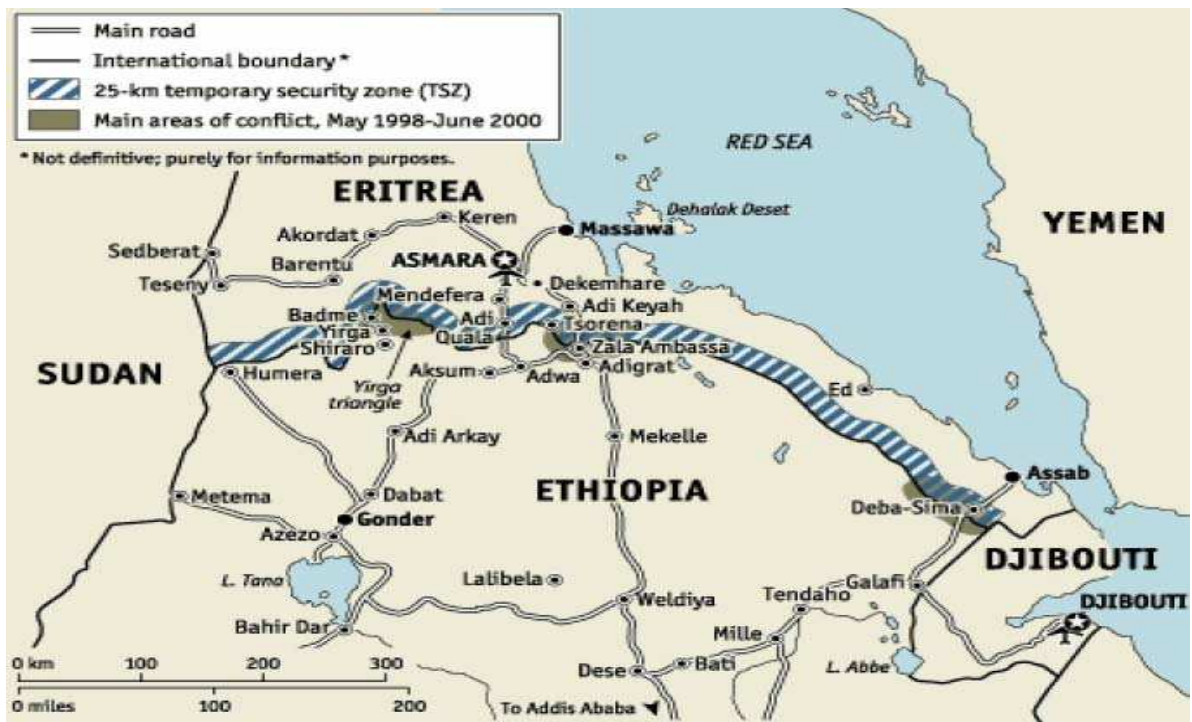 Main road
International boundary*
25-km temporary security zone (TSZ)
Main areas of conflict, May 1998-June 2000
* Not definitive; purely for information purposes.
RED SEA
ERITREA
Dehalak Deset
YEMEN
Keren
Massawa
Akordat
Sedberat
ASMARA
Barentu
Teseny
Dekemhare
Mendefera
Adi Keyah
Badme
Adi
Quala
Tsorena
Yirga
Shiraro
Zala Ambassa
SUDAN
Humera
Aksum
Adwa
Adigrat
Yirga
triangle
Ed
Adi Arkay
Mekelle
Assab
Metema
Dabat
ETHIOPIA
Deba-Sima
Gonder
Azezo
DJIBOUTI
L. Tana
Lalibela
Galafi
Weldiya
Tendaho
DJIBOUTI
Bahir Dar
Mille
0 km 100 200 300
Dese
Bati
L. Abbe
0 miles 100 200
To Addis Ababa